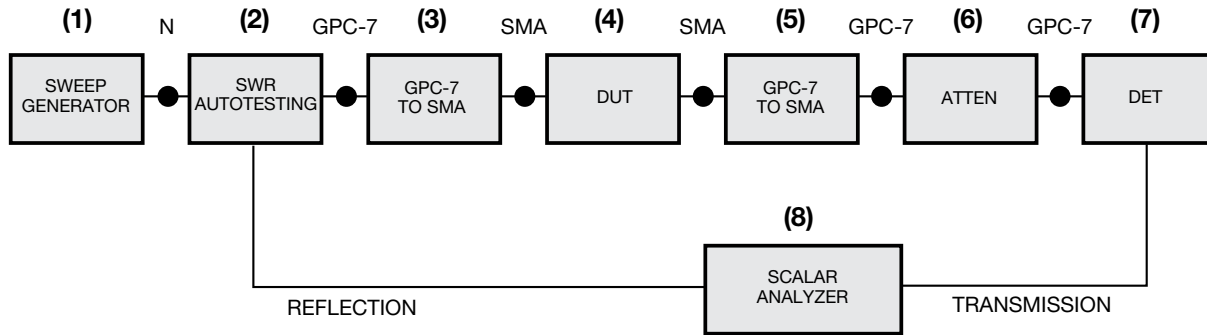 (1) N (2) GPC-7 (3) SMA (4) SMA (5) GPC-7 (6) GPC-7 (7)
SWEEP
GENERATOR
SWR
AUTOTESTING
GPC-7
TO SMA
DUT
GPC-7
TO SMA
ATTEN
DET
(8)
SCALAR
ANALYZER
REFLECTION
TRANSMISSION